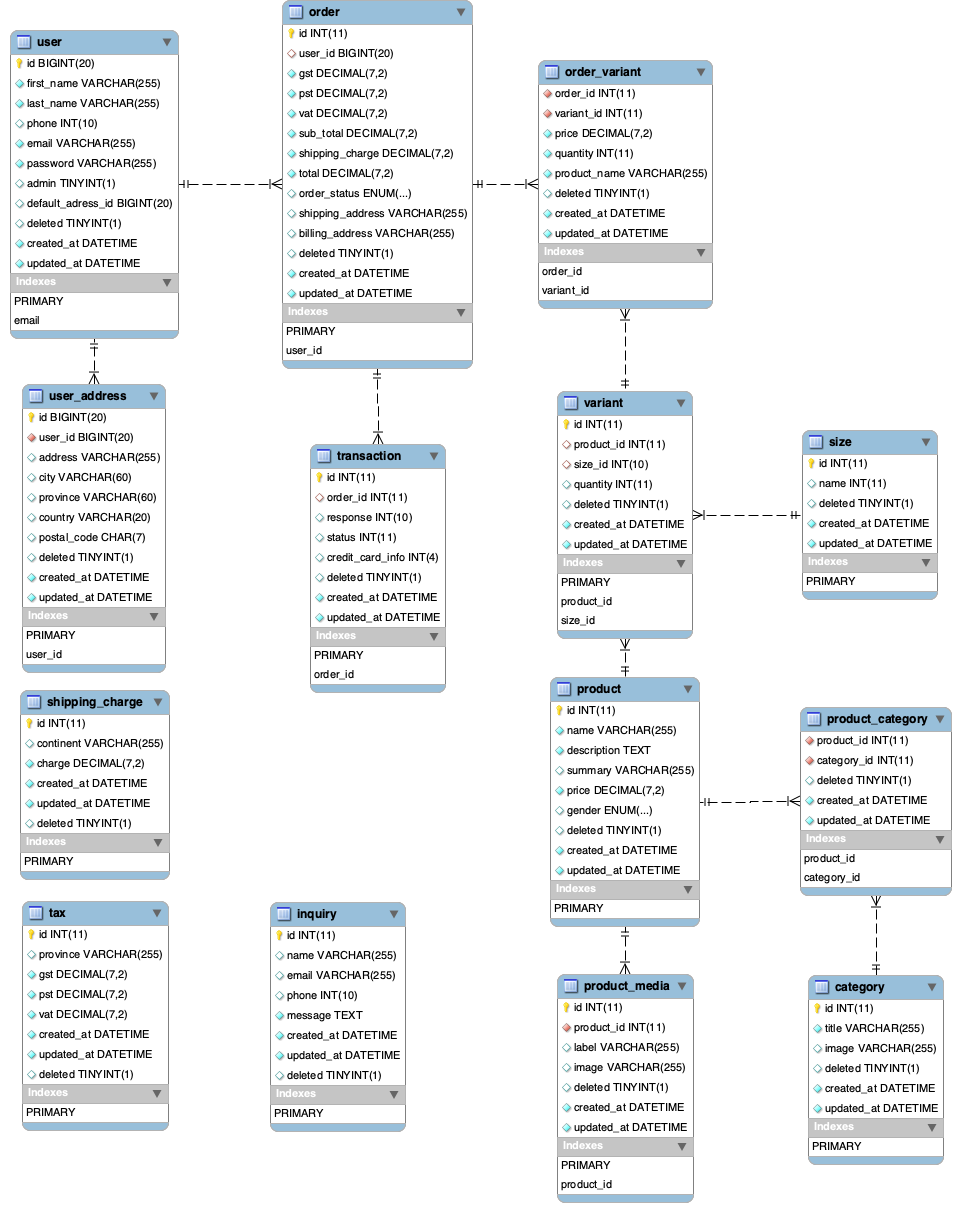 user
id BIGINT(20)
first_name VARCHAR(255)
last_name VARCHAR(255)
phone INT(10)
email VARCHAR(255)
password VARCHAR(255)
admin TINYINT(1)
default_adress_id BIGINT(20)
deleted TINYINT(1)
created_at DATETIME
updated_at DATETIME
Indexes
PRIMARY
email
order
id INT(11)
user_id BIGINT(20)
gst DECIMAL(7,2)
pst DECIMAL(7,2)
vat DECIMAL(7,2)
sub_total DECIMAL(7,2)
shipping_charge DECIMAL(7,2)
total DECIMAL(7,2)
order_status ENUM(...)
shipping_address VARCHAR(255)
billing_address VARCHAR(255)
deleted TINYINT(1)
created_at DATETIME
updated_at DATETIME
Indexes
PRIMARY
user_id
order_variant
order_id INT(11)
variant_id INT(11)
price DECIMAL(7,2)
quantity INT(11)
product_name VARCHAR(255)
deleted TINYINT(1)
created_at DATETIME
updated_at DATETIME
Indexes
order_id
variant_id
user_address
id BIGINT(20)
user_id BIGINT(20)
address VARCHAR(255)
city VARCHAR(60)
province VARCHAR(60)
country VARCHAR(20)
postal_code CHAR(7)
deleted TINYINT(1)
created_at DATETIME
updated_at DATETIME
Indexes
PRIMARY
user_id
transaction
id INT(11)
order_id INT(11)
response INT(10)
status INT(11)
credit_card_info INT(4)
deleted TINYINT(1)
created_at DATETIME
updated_at DATETIME
Indexes
PRIMARY
order_id
variant
id INT(11)
product_id INT(11)
size_id INT(10)
quantity INT(11)
deleted TINYINT(1)
created_at DATETIME
updated_at DATETIME
Indexes
PRIMARY
product_id
size_id
size
id INT(11)
name INT(11)
deleted TINYINT(1)
created_at DATETIME
updated_at DATETIME
Indexes
PRIMARY
shipping_charge
id INT(11)
continent VARCHAR(255)
charge DECIMAL(7,2)
created_at DATETIME
updated_at DATETIME
deleted TINYINT(1)
Indexes
PRIMARY
product
id INT(11)
name VARCHAR(255)
description TEXT
summary VARCHAR(255)
price DECIMAL(7,2)
gender ENUM(...)
deleted TINYINT(1)
created_at DATETIME
updated_at DATETIME
Indexes
PRIMARY
product_category
product_id INT(11)
category_id INT(11)
deleted TINYINT(1)
created_at DATETIME
updated_at DATETIME
Indexes
product_id
category_id
tax
id INT(11)
province VARCHAR(255)
gst DECIMAL(7,2)
pst DECIMAL(7,2)
vat DECIMAL(7,2)
created_at DATETIME
updated_at DATETIME
deleted TINYINT(1)
Indexes
PRIMARY
inquiry
id INT(11)
name VARCHAR(255)
email VARCHAR(255)
phone INT(10)
message TEXT
created_at DATETIME
updated_at DATETIME
deleted TINYINT(1)
Indexes
PRIMARY
product_media
id INT(11)
product_id INT(11)
label VARCHAR(255)
image VARCHAR(255)
deleted TINYINT(1)
created_at DATETIME
updated_at DATETIME
Indexes
PRIMARY
product_id
category
id INT(11)
title VARCHAR(255)
image VARCHAR(255)
deleted TINYINT(1)
created_at DATETIME
updated_at DATETIME
Indexes
PRIMARY